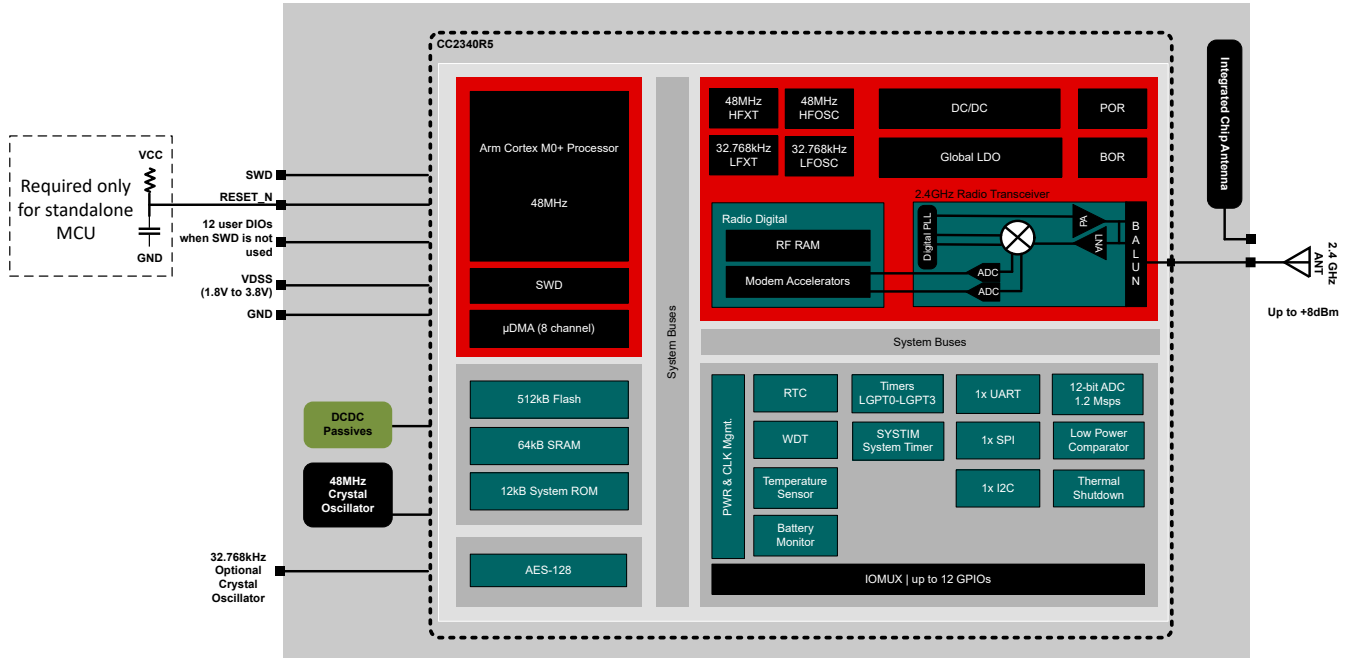 CC2340R5
VCC
Required only
for standalone
MCU
GND
SWD
RESET_N
12 user DIOs
when SWD is not
used
VDSS
(1.8V to 3.8V)
GND
DCDC
Passives
48MHz
Crystal
Oscillator
32.768kHz
Optional
Crystal
Oscillator
Arm Cortex M0+ Processor
48MHz
SWD
µDMA (8 channel)
512kB Flash
64kB SRAM
12kB System ROM
AES-128
System Buses
48MHz
HFXT
48MHz
HFOSC
DC/DC
POR
32.768kHz
LFXT
32.768kHz
LFOSC
Global LDO
BOR
2.4GHz Radio Transceiver
Radio Digital
RF RAM
Modem Accelerators
Digital PLL
ADC
ADC
PA
LNA
BALUN
System Buses
PWR & CLK Mgmt.
RTC
Timers
LGPT0-LGPT3
1x UART
12-bit ADC
1.2 Msps
WDT
SYSTIM
System Timer
1x SPI
Low Power
Comparator
Temperature
Sensor
1x I2C
Thermal
Shutdown
Battery
Monitor
IOMUX | up to 12 GPIOs
Integrated Chip Antenna
2.4 GHz
ANT
Up to +8dBm